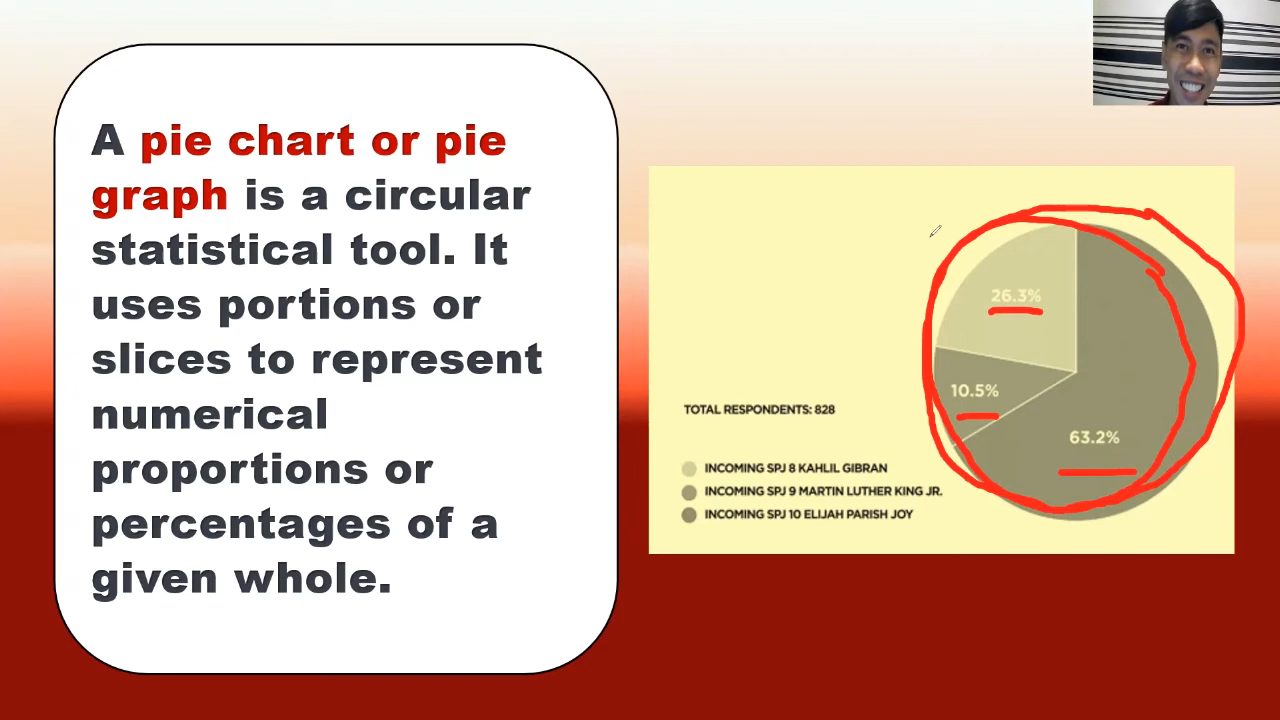 A pie chart or pie
graph is a circular
statistical tool. It
uses portions or
slices to represent
numerical
proportions or
percentages of a
given whole.
26.3%
10.5%
63.2%
TOTAL RESPONDENTS: 828
INCOMING SPJ 8 KAHLIL GIBRAN
INCOMING SPJ 9 MARTIN LUTHER KING JR.
INCOMING SPJ 10 ELIJAH PARISH JOY